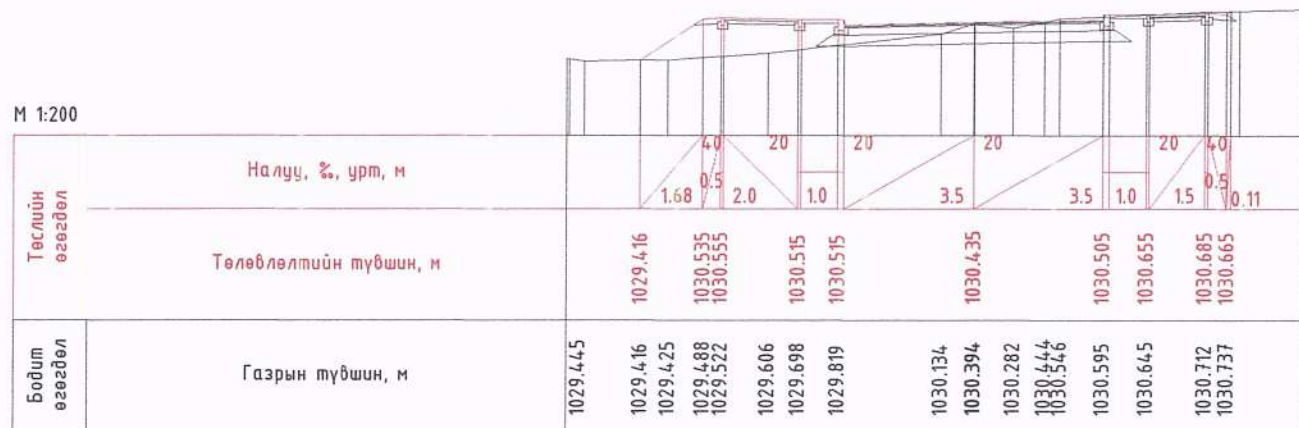 М 1:200
40 20 20 20 20 40
Налуу, ‰, урт, м
0.5 0.5
1.68 2.0 1.0 3.5 3.5 1.0 1.5 0.11
Төслийн өгөгдөл
Төлөвлөлтийн түвшин, м
1029.416 1030.535 1030.555 1030.515 1030.515 1030.435 1030.505 1030.655 1030.685 1030.665
Бодит өгөгдөл
Газрын түвшин, м
1029.445 1029.416 1029.425 1029.488 1029.522 1029.606 1029.698 1029.819 1030.134 1030.394 1030.282 1030.444 1030.546 1030.595 1030.645 1030.712 1030.737